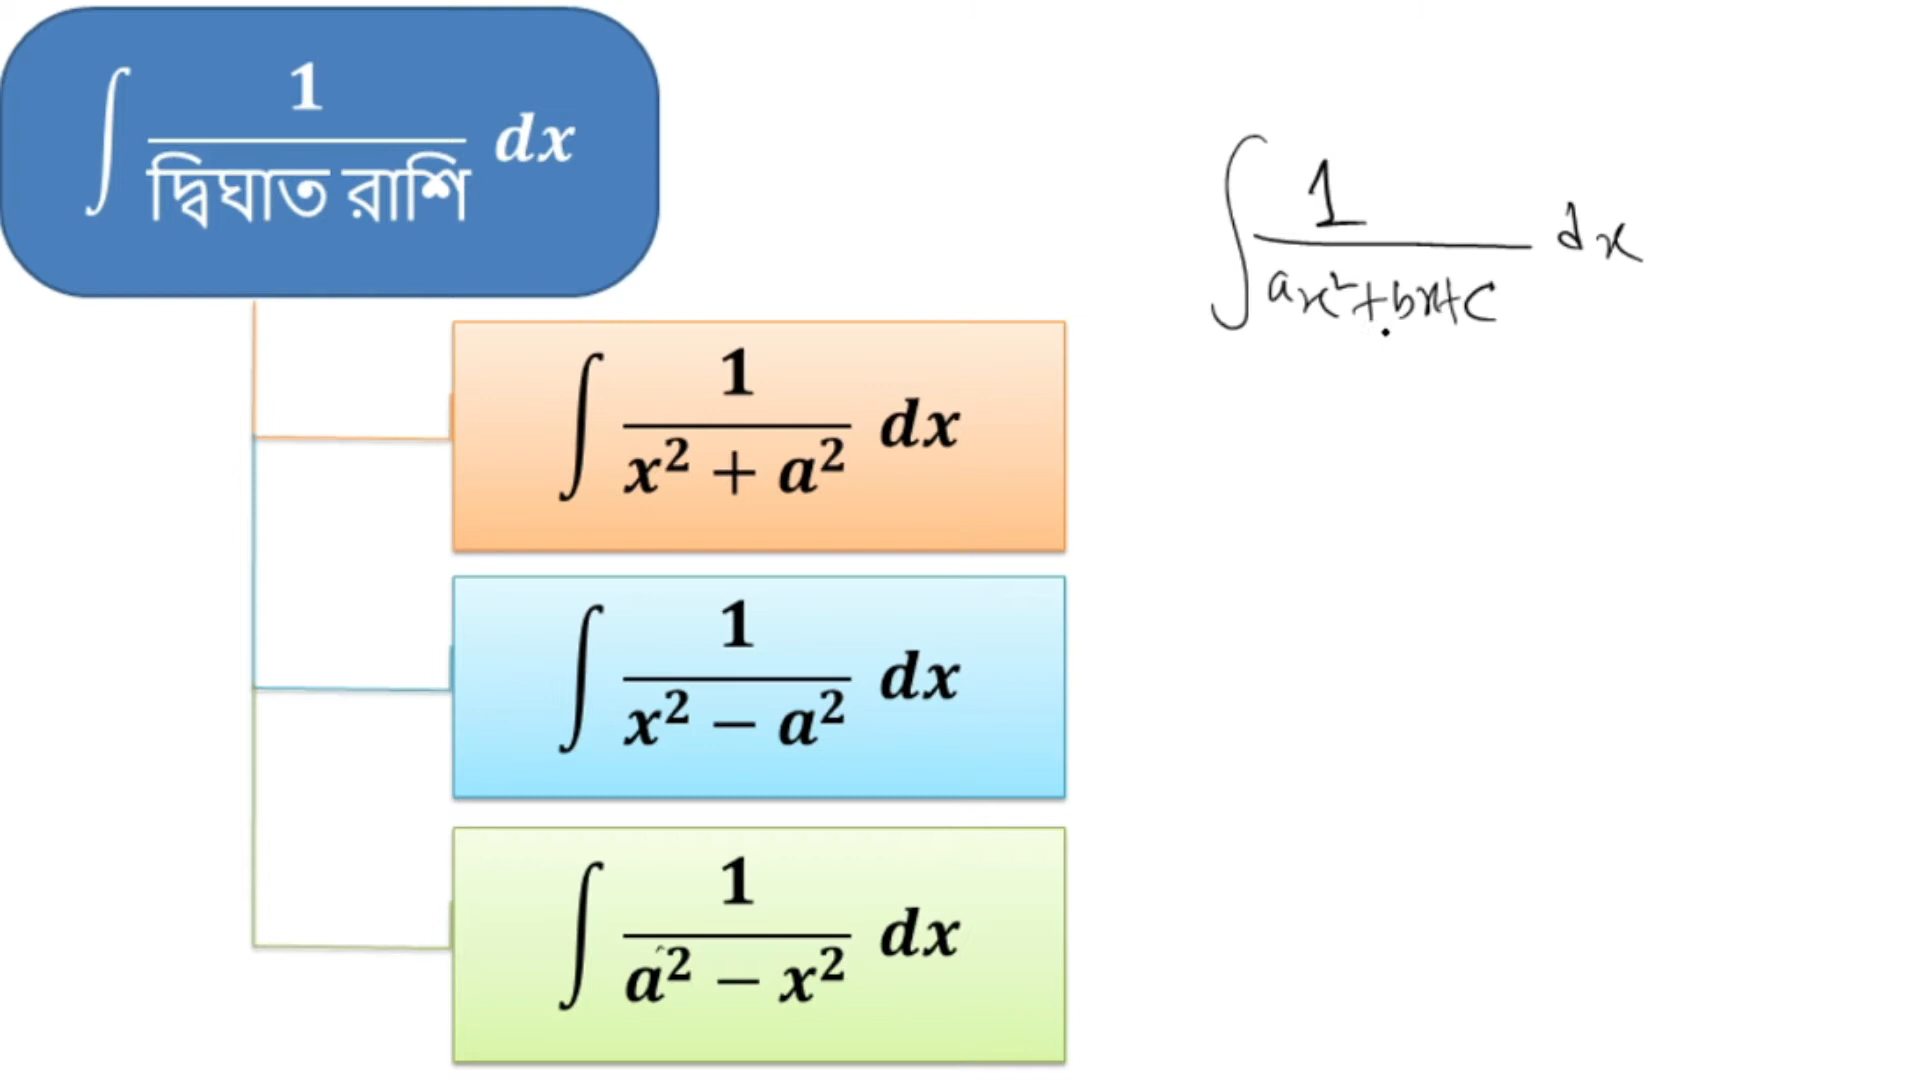 ∫ 1/দ্বিঘাত রাশি dx
∫ 1/(ax²+bx+c) dx
∫ 1/(x² + a²) dx
∫ 1/(x² − a²) dx
∫ 1/(a² − x²) dx